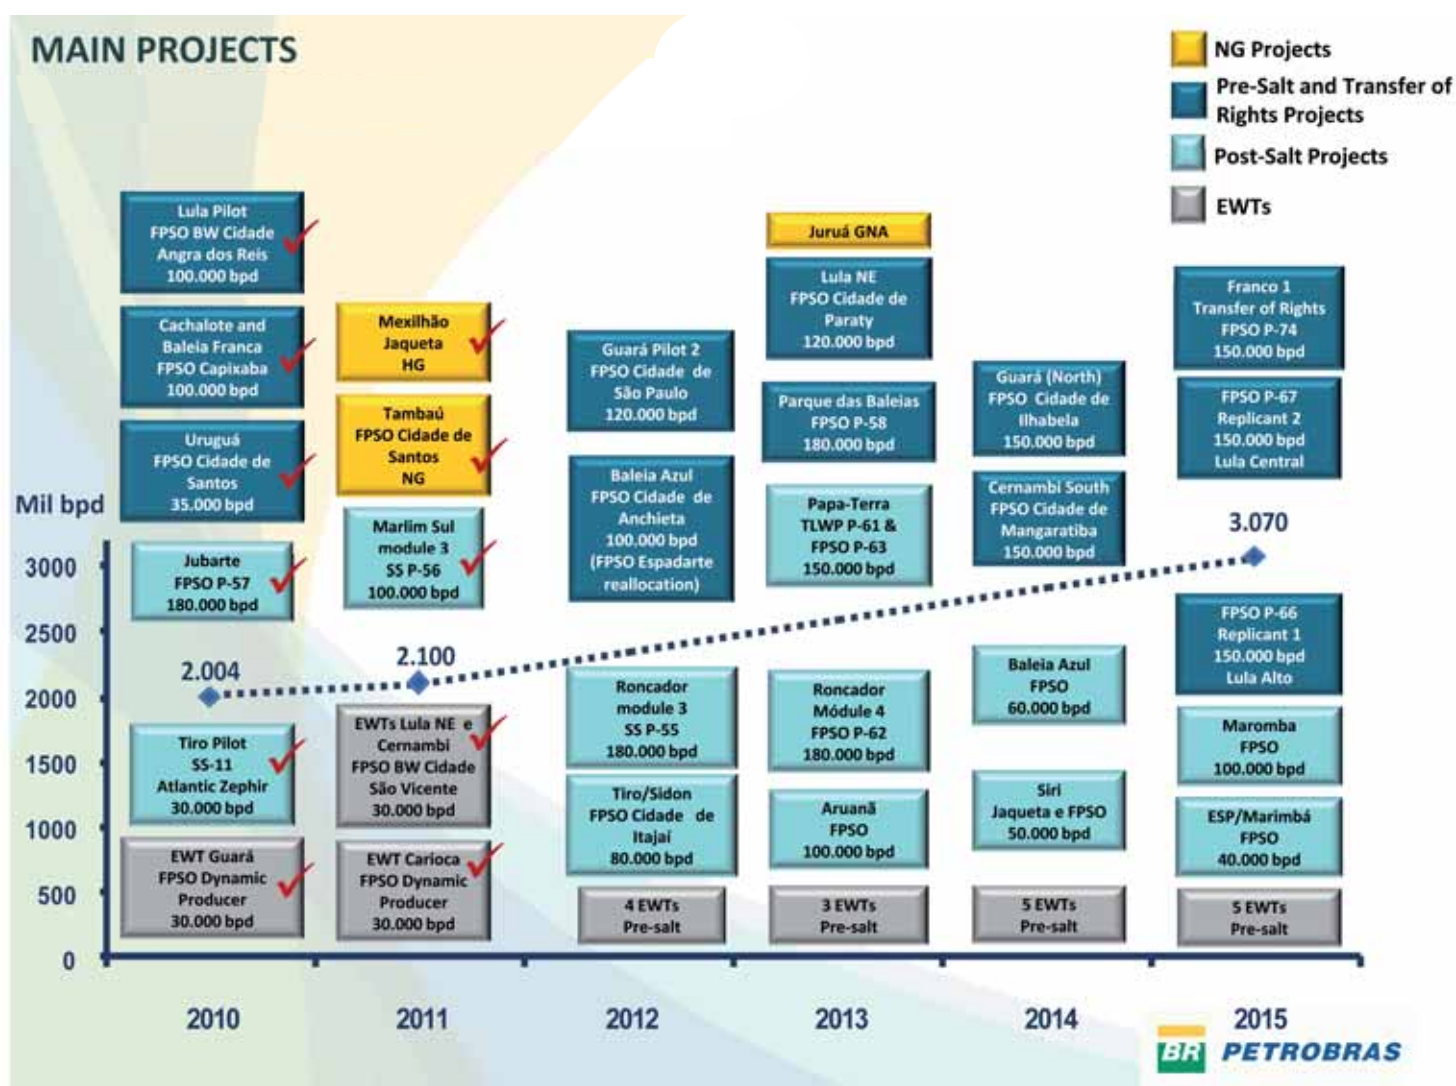 MAIN PROJECTS
NG Projects
Pre-Salt and Transfer of
Rights Projects
Post-Salt Projects
EWTs
Lula Pilot
FPSO BW Cidade
Angra dos Reis
100.000 bpd
Cachalote and
Baleia Franca
FPSO Capixaba
100.000 bpd
Uruguá
FPSO Cidade de
Santos
35.000 bpd
Jubarte
FPSO P-57
180.000 bpd
2.004
Tiro Pilot
SS-11
Atlantic Zephir
30.000 bpd
EWT Guará
FPSO Dynamic
Producer
30.000 bpd
Mexilhão
Jaqueta
HG
Tambaú
FPSO Cidade de
Santos
NG
Marlim Sul
module 3
SS P-56
100.000 bpd
2.100
EWTs Lula NE e
Cernambi
FPSO BW Cidade
São Vicente
30.000 bpd
EWT Carioca
FPSO Dynamic
Producer
30.000 bpd
Guará Pilot 2
FPSO Cidade de
São Paulo
120.000 bpd
Baleia Azul
FPSO Cidade de
Anchieta
100.000 bpd
(FPSO Espadarte
reallocation)
Roncador
module 3
SS P-55
180.000 bpd
Tiro/Sidon
FPSO Cidade de
Itajaí
80.000 bpd
4 EWTs
Pre-salt
Juruá GNA
Lula NE
FPSO Cidade de
Paraty
120.000 bpd
Parque das Baleias
FPSO P-58
180.000 bpd
Papa-Terra
TLWP P-61 &
FPSO P-63
150.000 bpd
Roncador
Módule 4
FPSO P-62
180.000 bpd
Aruanã
FPSO
100.000 bpd
3 EWTs
Pre-salt
Guará (North)
FPSO Cidade de
Ilhabela
150.000 bpd
Cernambi South
FPSO Cidade de
Mangaratiba
150.000 bpd
Baleia Azul
FPSO
60.000 bpd
Siri
Jaqueta e FPSO
50.000 bpd
5 EWTs
Pre-salt
Franco 1
Transfer of Rights
FPSO P-74
150.000 bpd
FPSO P-67
Replicant 2
150.000 bpd
Lula Central
3.070
FPSO P-66
Replicant 1
150.000 bpd
Lula Alto
Maromba
FPSO
100.000 bpd
ESP/Marimbá
FPSO
40.000 bpd
5 EWTs
Pre-salt
Mil bpd
3000
2500
2000
1500
1000
500
0
2010
2011
2012
2013
2014
2015
BR PETROBRAS